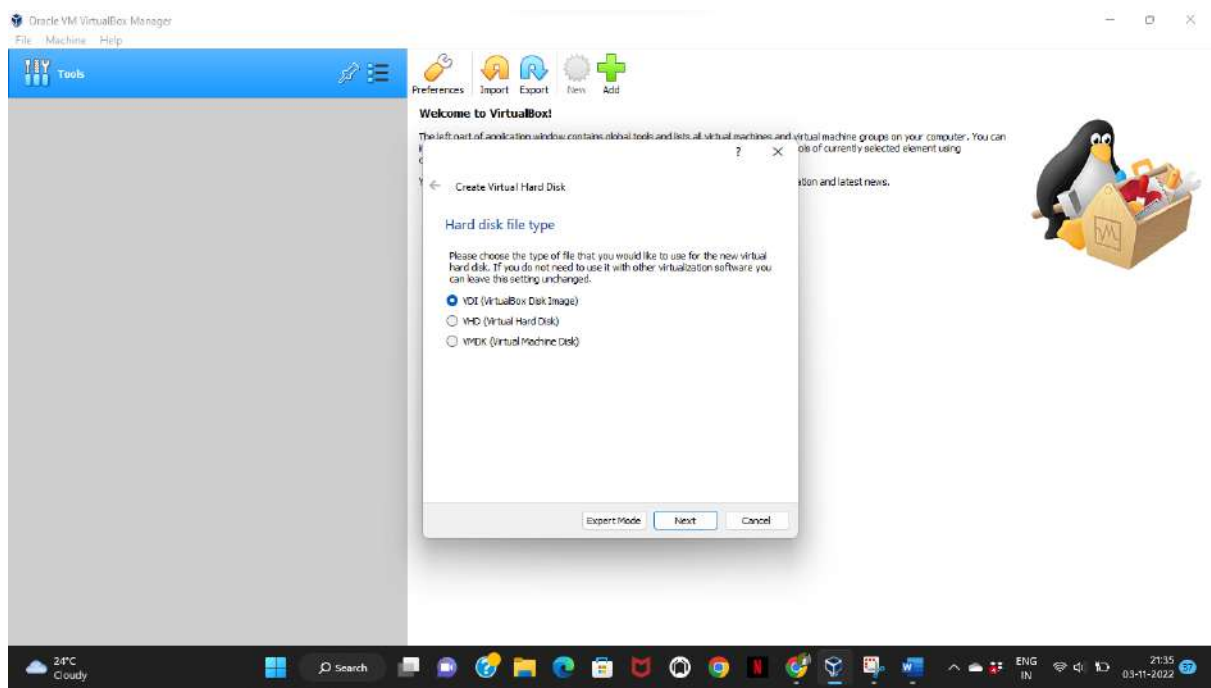 Oracle VM VirtualBox Manager
File Machine Help
Tools
Preferences Import Export New Add
Welcome to VirtualBox!
The left part of application window contains global tools and lists all virtual machines and virtual machine groups on your computer. You can
ols of currently selected element using
ation and latest news.
? ×
← Create Virtual Hard Disk
Hard disk file type
Please choose the type of file that you would like to use for the new virtual
hard disk. If you do not need to use it with other virtualization software you
can leave this setting unchanged.
VDI (VirtualBox Disk Image)
VHD (Virtual Hard Disk)
VMDK (Virtual Machine Disk)
Expert Mode Next Cancel
24°C
Cloudy
Search
ENG
IN
21:35
03-11-2022
37